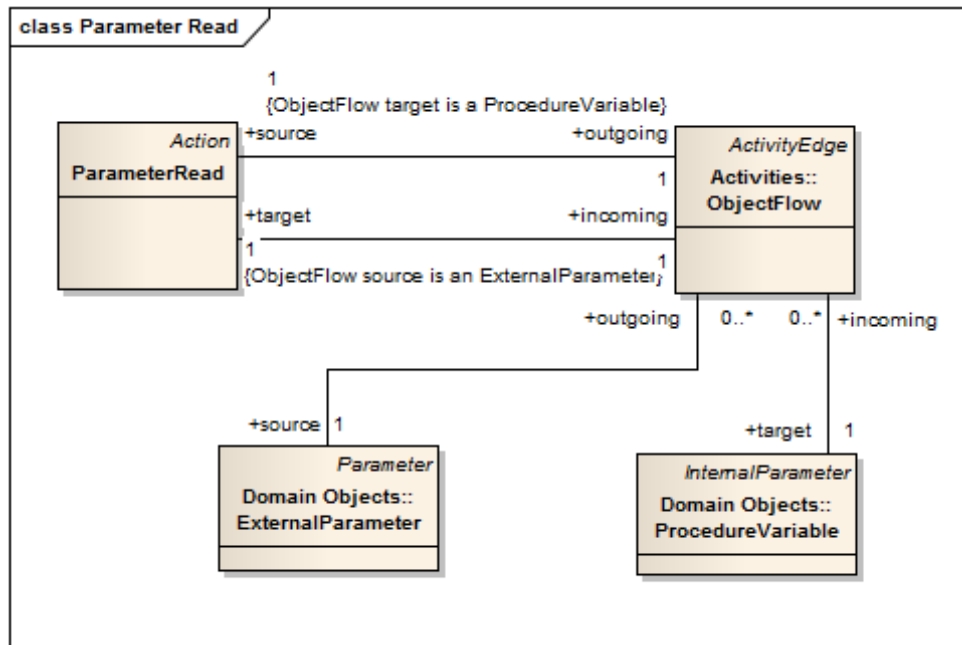 class Parameter Read
1
{ObjectFlow target is a ProcedureVariable}
+source
+outgoing
Action
ParameterRead
ActivityEdge
Activities::
ObjectFlow
1
+target
+incoming
1
1
{ObjectFlow source is an ExternalParameter}
+outgoing
0..*
0..*
+incoming
+source
1
+target
1
Parameter
Domain Objects::
ExternalParameter
InternalParameter
Domain Objects::
ProcedureVariable